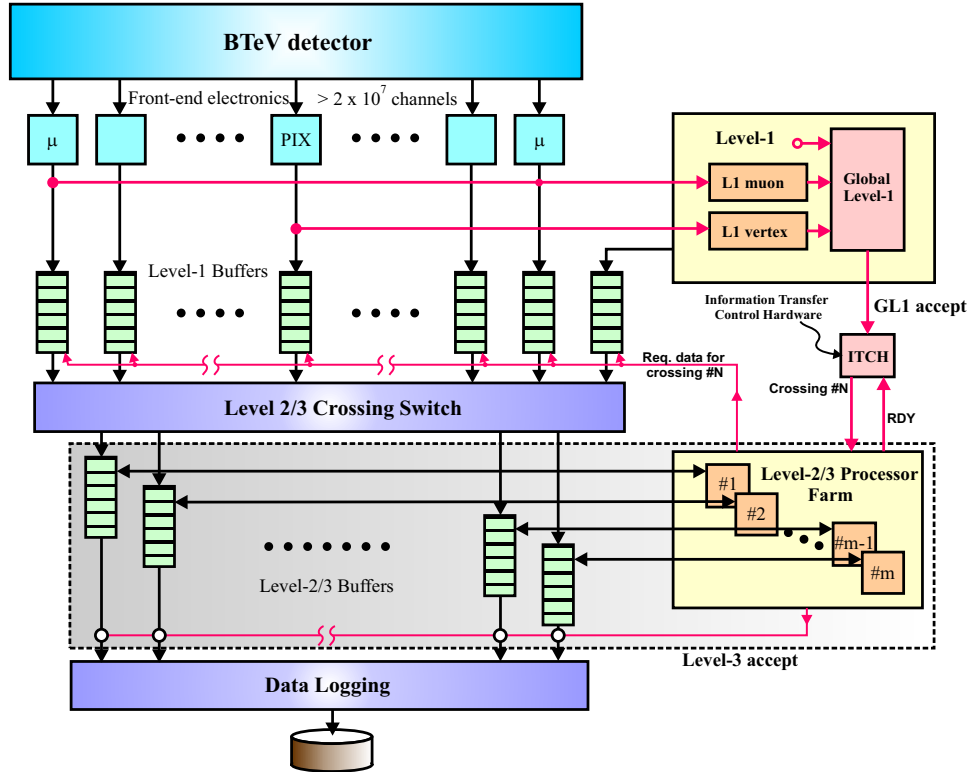 BTeV detector
Front-end electronics > 2 x 10^7 channels
μ
PIX
μ
Level-1
L1 muon
L1 vertex
Global
Level-1
Level-1 Buffers
GL1 accept
Information Transfer
Control Hardware
ITCH
Req. data for
crossing #N
Crossing #N
RDY
Level 2/3 Crossing Switch
Level-2/3 Processor
Farm
#1
#2
#m-1
#m
Level-2/3 Buffers
Level-3 accept
Data Logging